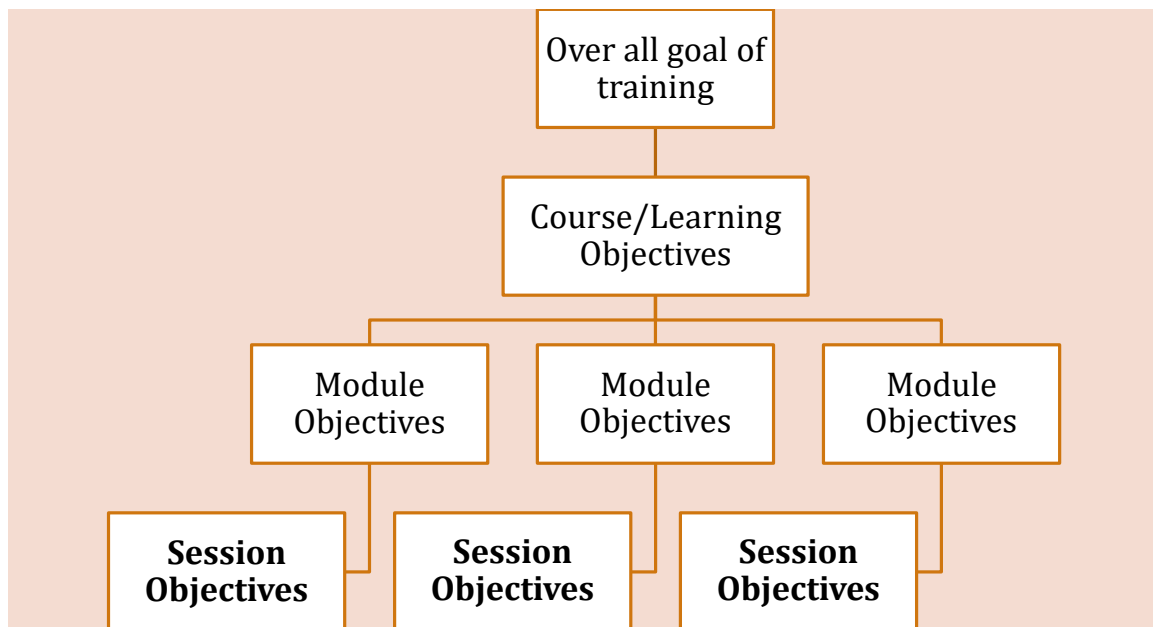 Over all goal of
training
Course/Learning
Objectives
Module
Objectives
Module
Objectives
Module
Objectives
Session
Objectives
Session
Objectives
Session
Objectives